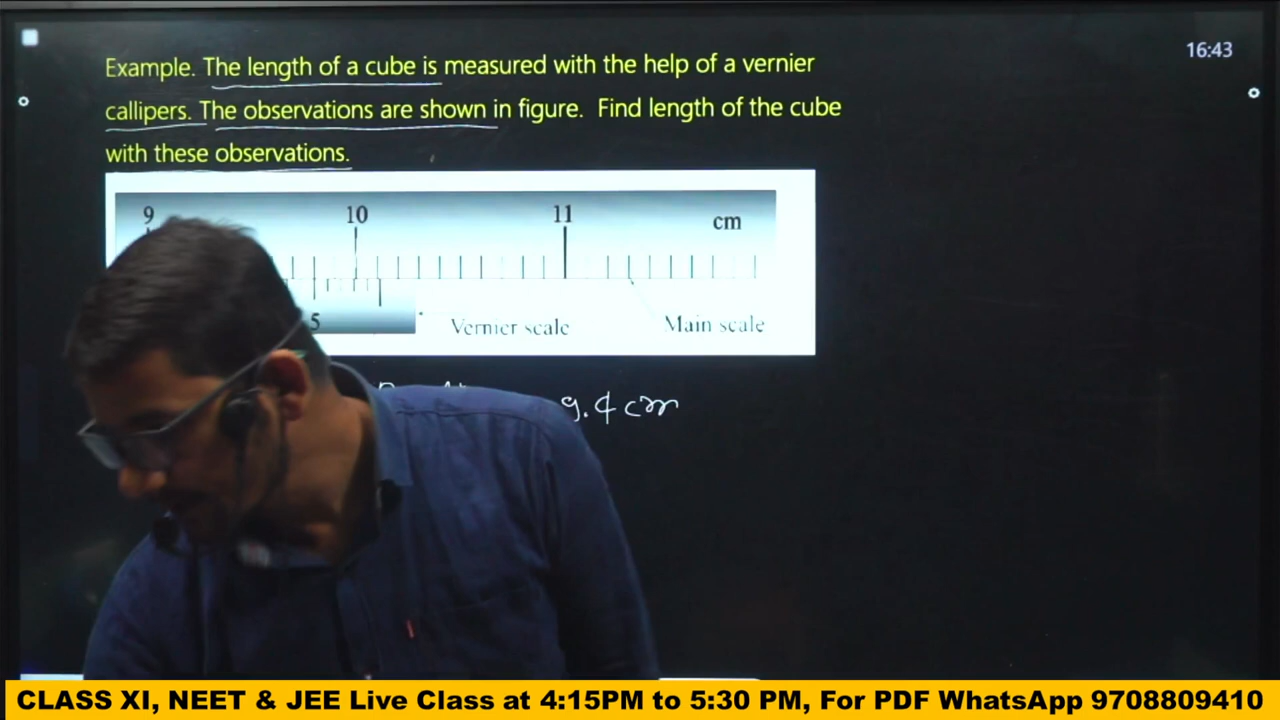 16:43
Example. The length of a cube is measured with the help of a vernier
callipers. The observations are shown in figure. Find length of the cube
with these observations.
9 10 11 cm
5 Vernier scale Main scale
9.4 cm
CLASS XI, NEET & JEE Live Class at 4:15PM to 5:30 PM, For PDF WhatsApp 9708809410